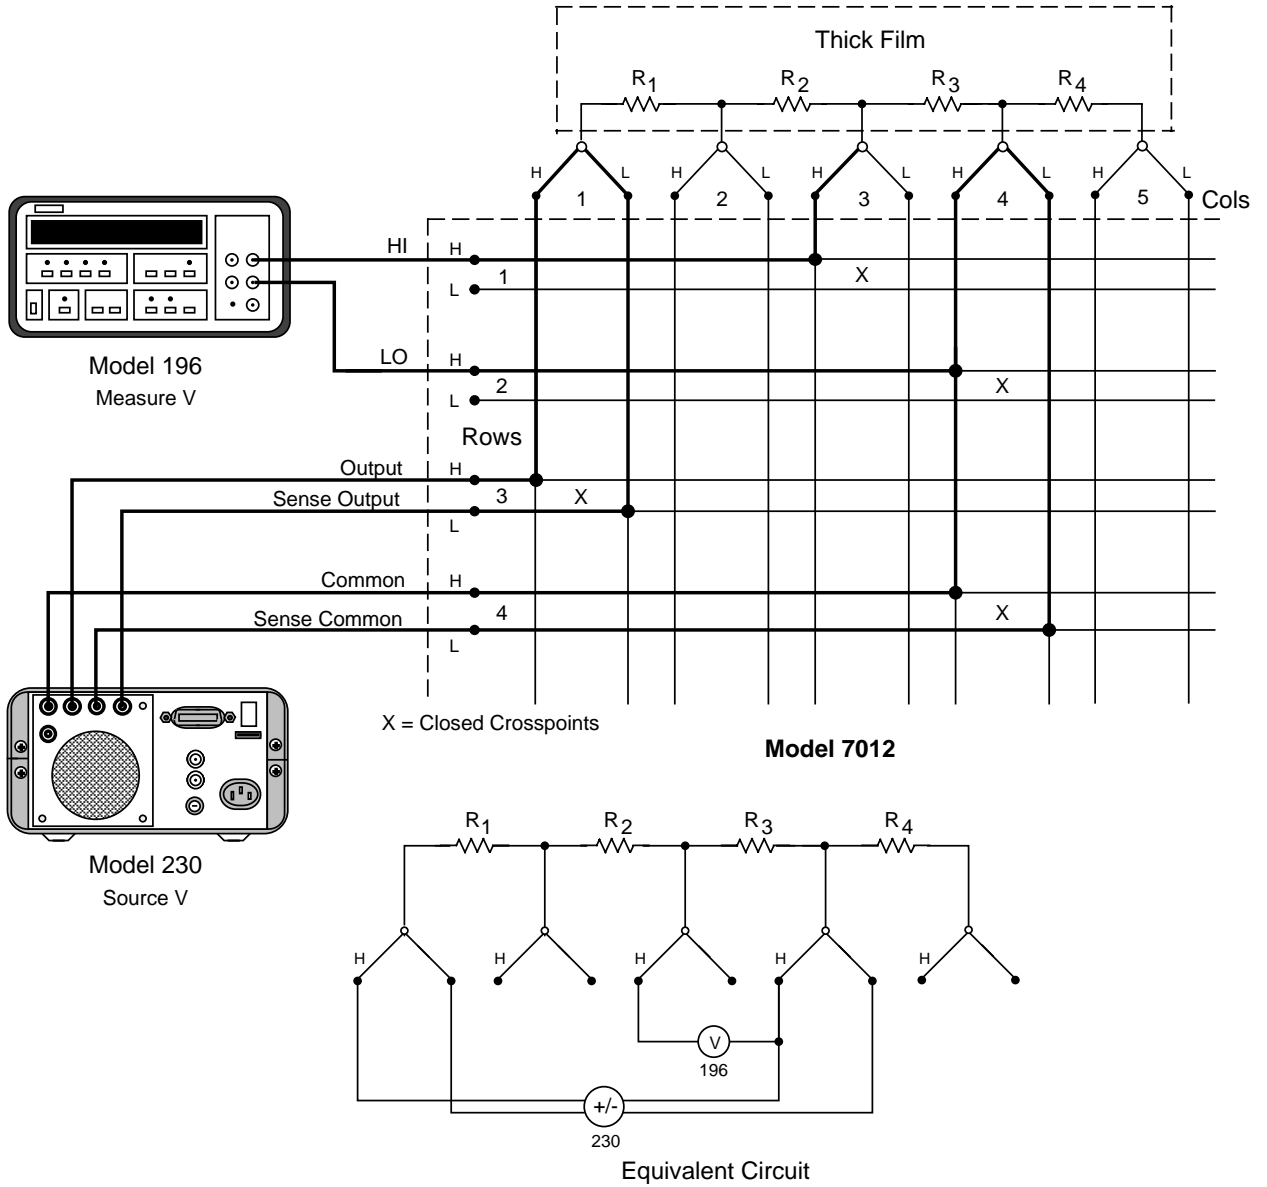 Thick Film
R1 R2 R3 R4
H L H L H L H L H L
1 2 3 4 5 Cols
HI H
1 X
L
Model 196
Measure V
LO H
2 X
L
Rows
Output H
Sense Output 3 X
L
Common H
Sense Common 4 X
L
X = Closed Crosspoints
Model 7012
Model 230
Source V
R1 R2 R3 R4
H H H H H
V
196
+/-
230
Equivalent Circuit